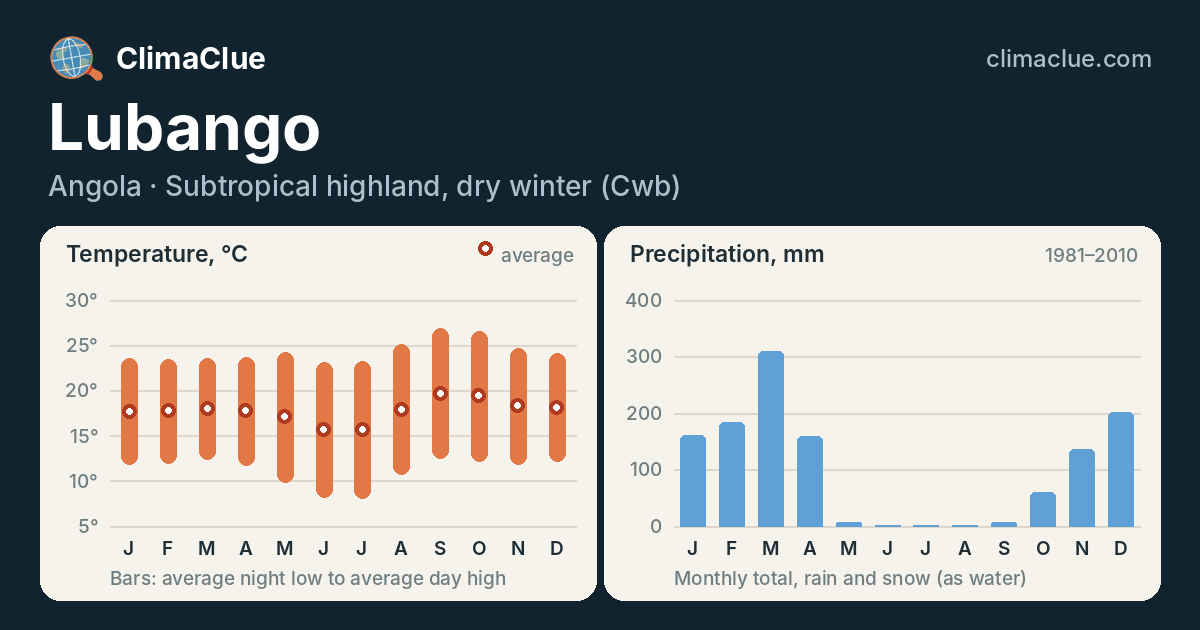 ClimaClue
climaclue.com
Lubango
Angola · Subtropical highland, dry winter (Cwb)
Temperature, °C
average
30°
25°
20°
15°
10°
5°
J F M A M J J A S O N D
Bars: average night low to average day high
Precipitation, mm
1981–2010
400
300
200
100
0
J F M A M J J A S O N D
Monthly total, rain and snow (as water)